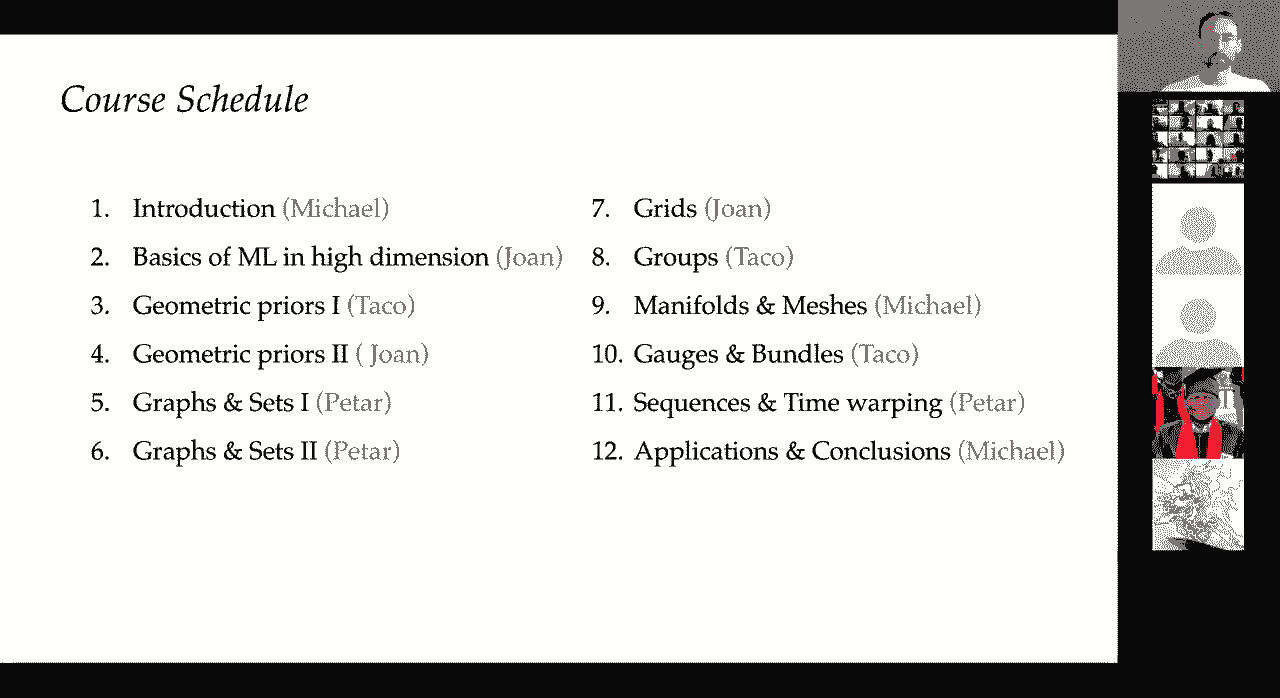 Course Schedule
1. Introduction (Michael)
2. Basics of ML in high dimension (Joan)
3. Geometric priors I (Taco)
4. Geometric priors II ( Joan)
5. Graphs & Sets I (Petar)
6. Graphs & Sets II (Petar)
7. Grids (Joan)
8. Groups (Taco)
9. Manifolds & Meshes (Michael)
10. Gauges & Bundles (Taco)
11. Sequences & Time warping (Petar)
12. Applications & Conclusions (Michael)